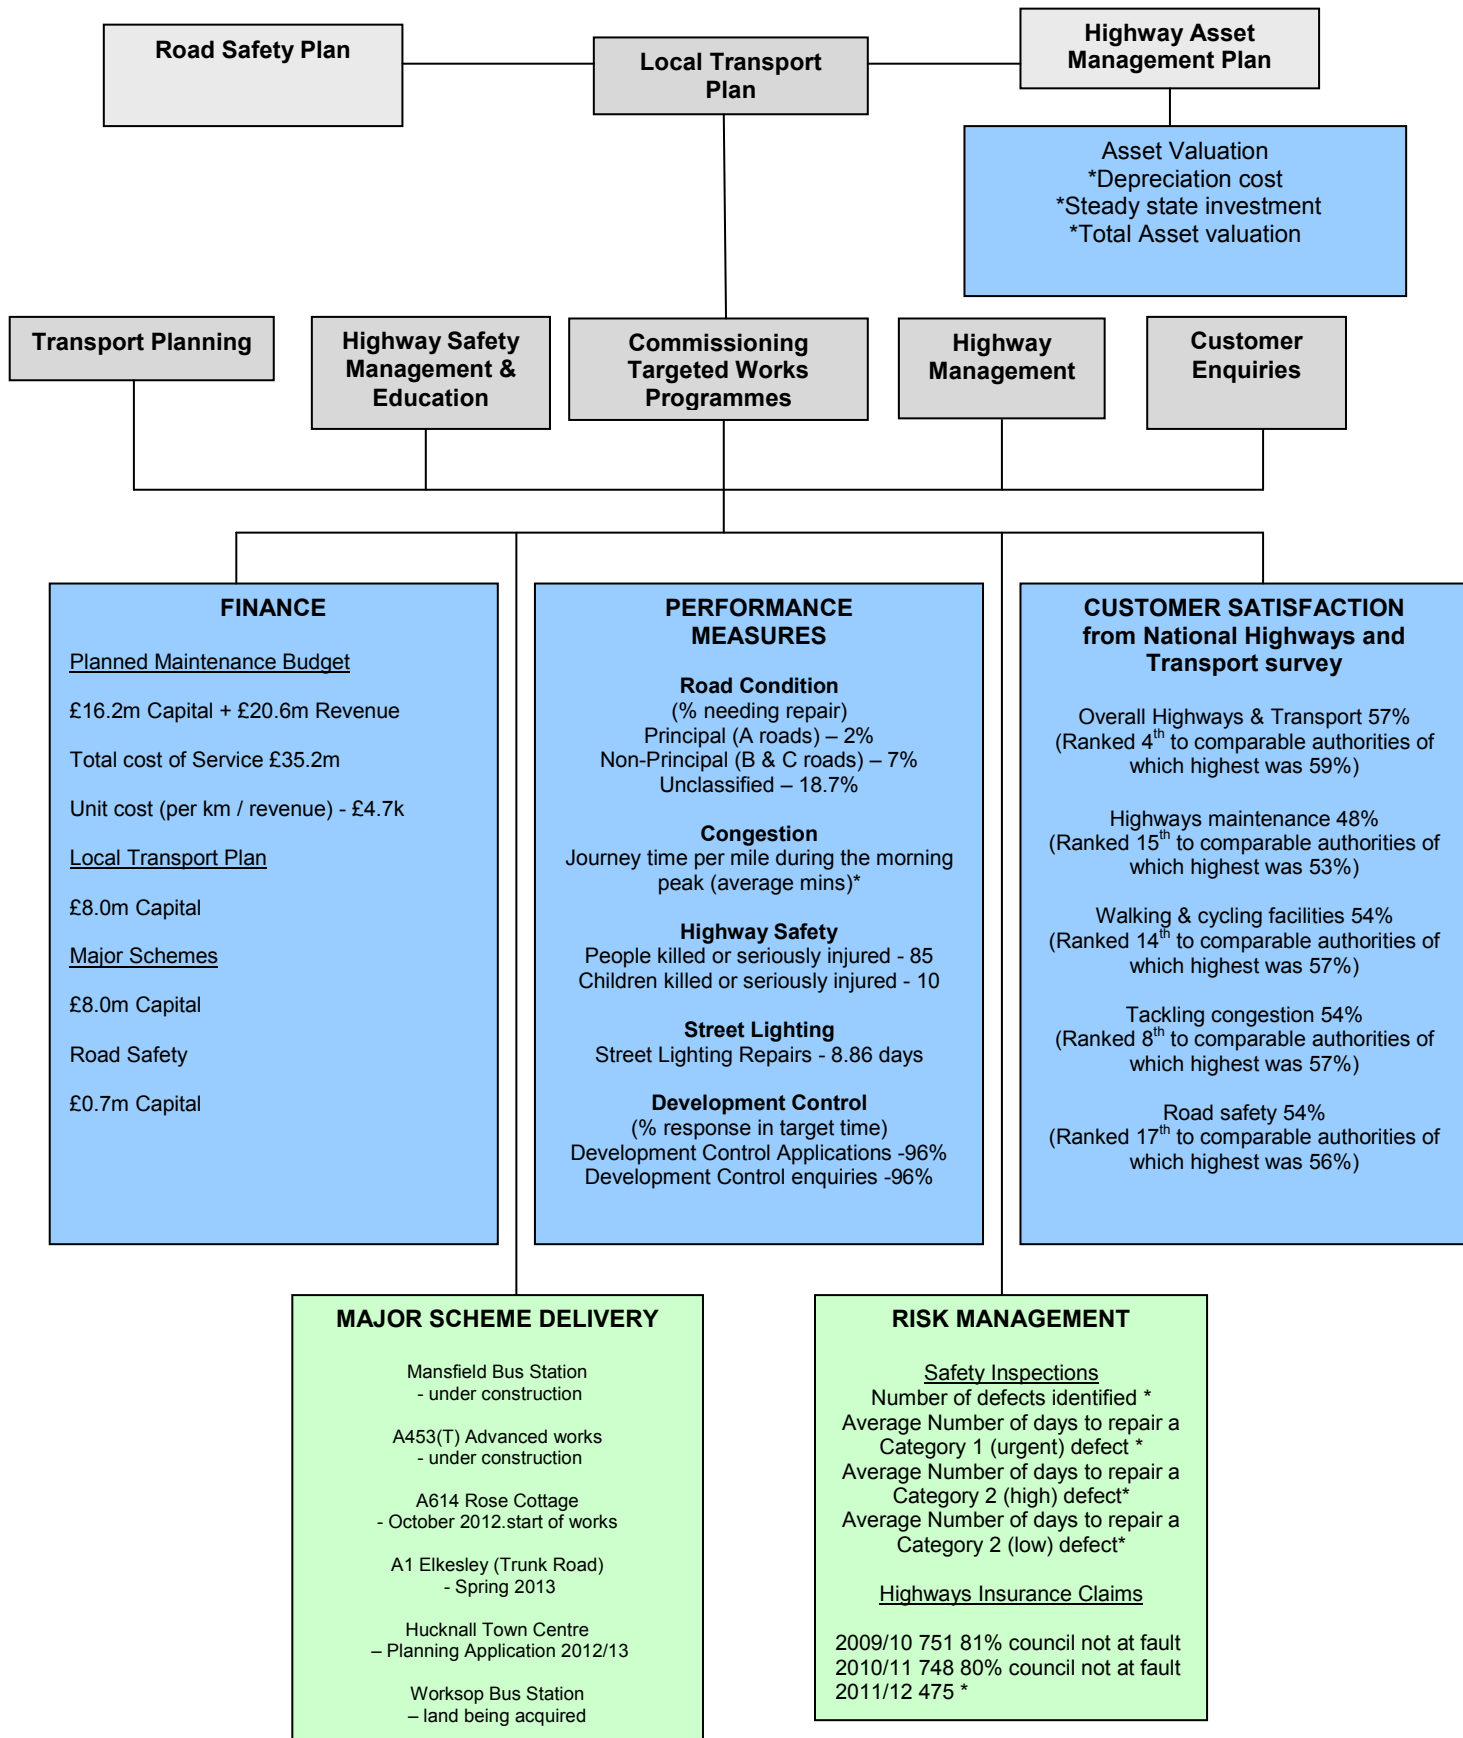 Road Safety Plan
Local Transport
Plan
Highway Asset
Management Plan
Asset Valuation
*Depreciation cost
*Steady state investment
*Total Asset valuation
Transport Planning
Highway Safety
Management &
Education
Commissioning
Targeted Works
Programmes
Highway
Management
Customer
Enquiries
FINANCE
Planned Maintenance Budget
£16.2m Capital + £20.6m Revenue
Total cost of Service £35.2m
Unit cost (per km / revenue) - £4.7k
Local Transport Plan
£8.0m Capital
Major Schemes
£8.0m Capital
Road Safety
£0.7m Capital
PERFORMANCE
MEASURES
Road Condition
(% needing repair)
Principal (A roads) – 2%
Non-Principal (B & C roads) – 7%
Unclassified – 18.7%
Congestion
Journey time per mile during the morning
peak (average mins)*
Highway Safety
People killed or seriously injured - 85
Children killed or seriously injured - 10
Street Lighting
Street Lighting Repairs - 8.86 days
Development Control
(% response in target time)
Development Control Applications -96%
Development Control enquiries -96%
CUSTOMER SATISFACTION
from National Highways and
Transport survey
Overall Highways & Transport 57%
(Ranked 4th to comparable authorities of
which highest was 59%)
Highways maintenance 48%
(Ranked 15th to comparable authorities of
which highest was 53%)
Walking & cycling facilities 54%
(Ranked 14th to comparable authorities of
which highest was 57%)
Tackling congestion 54%
(Ranked 8th to comparable authorities of
which highest was 57%)
Road safety 54%
(Ranked 17th to comparable authorities of
which highest was 56%)
MAJOR SCHEME DELIVERY
Mansfield Bus Station
- under construction
A453(T) Advanced works
- under construction
A614 Rose Cottage
- October 2012.start of works
A1 Elkesley (Trunk Road)
- Spring 2013
Hucknall Town Centre
– Planning Application 2012/13
Worksop Bus Station
– land being acquired
RISK MANAGEMENT
Safety Inspections
Number of defects identified *
Average Number of days to repair a
Category 1 (urgent) defect *
Average Number of days to repair a
Category 2 (high) defect*
Average Number of days to repair a
Category 2 (low) defect*
Highways Insurance Claims
2009/10 751 81% council not at fault
2010/11 748 80% council not at fault
2011/12 475 *